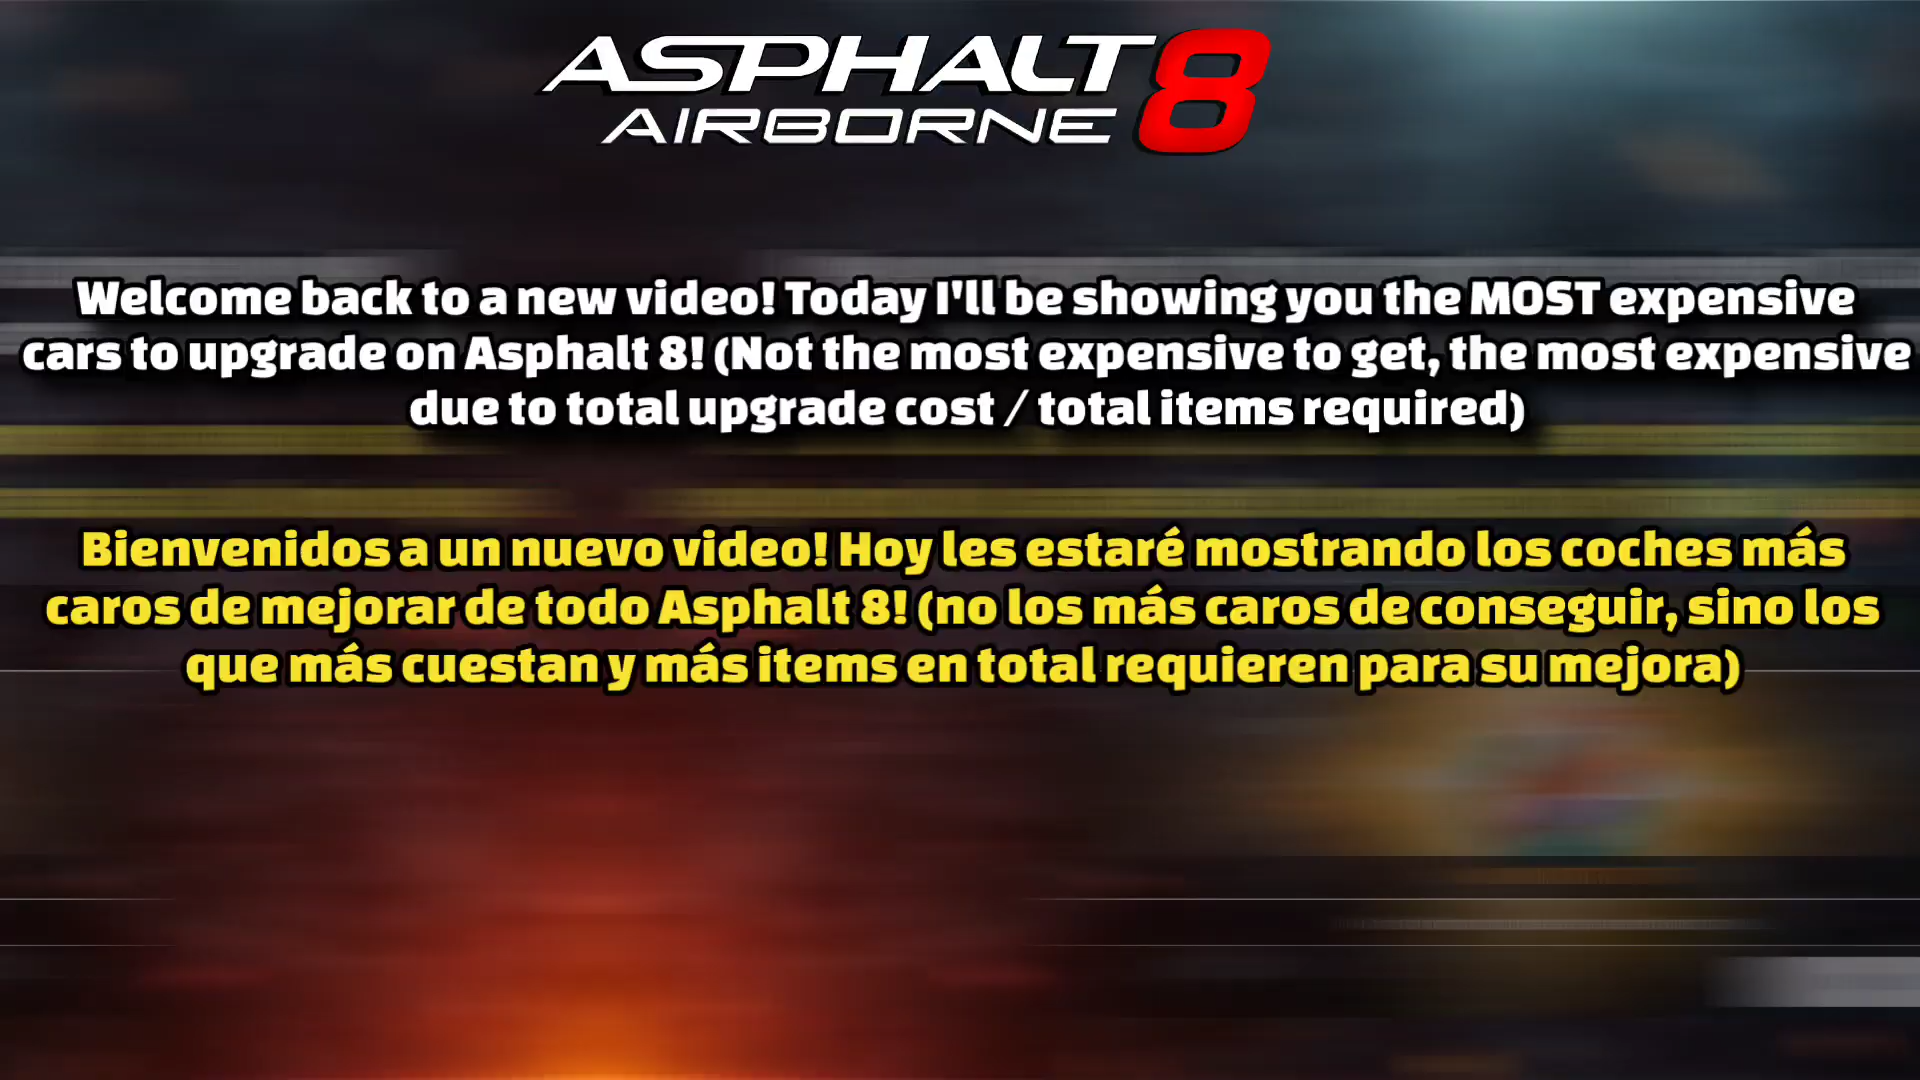 ASPHALT 8
AIRBORNE
Welcome back to a new video! Today I'll be showing you the MOST expensive
cars to upgrade on Asphalt 8! (Not the most expensive to get, the most expensive
due to total upgrade cost / total items required)
Bienvenidos a un nuevo video! Hoy les estaré mostrando los coches más
caros de mejorar de todo Asphalt 8! (no los más caros de conseguir, sino los
que más cuestan y más items en total requieren para su mejora)